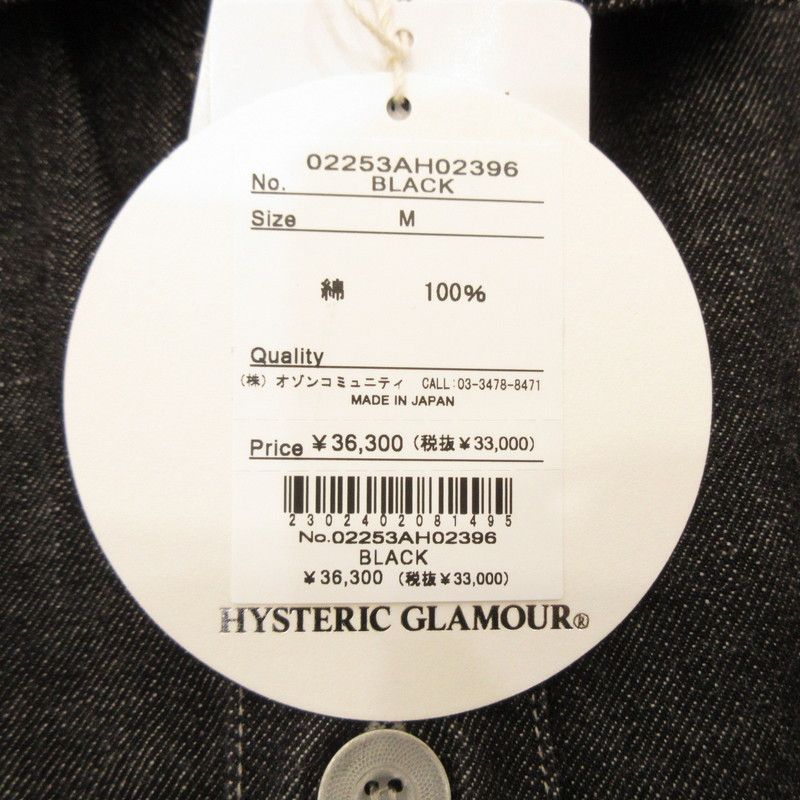 02253AH02396
No. BLACK
Size M
綿 100%
Quality
(株) オゾンコミュニティ CALL:03-3478-8471
MADE IN JAPAN
Price ¥36,300 (税抜¥33,000)
2302402081495
No.02253AH02396
BLACK
¥36,300 (税抜¥33,000)
HYSTERIC GLAMOUR®